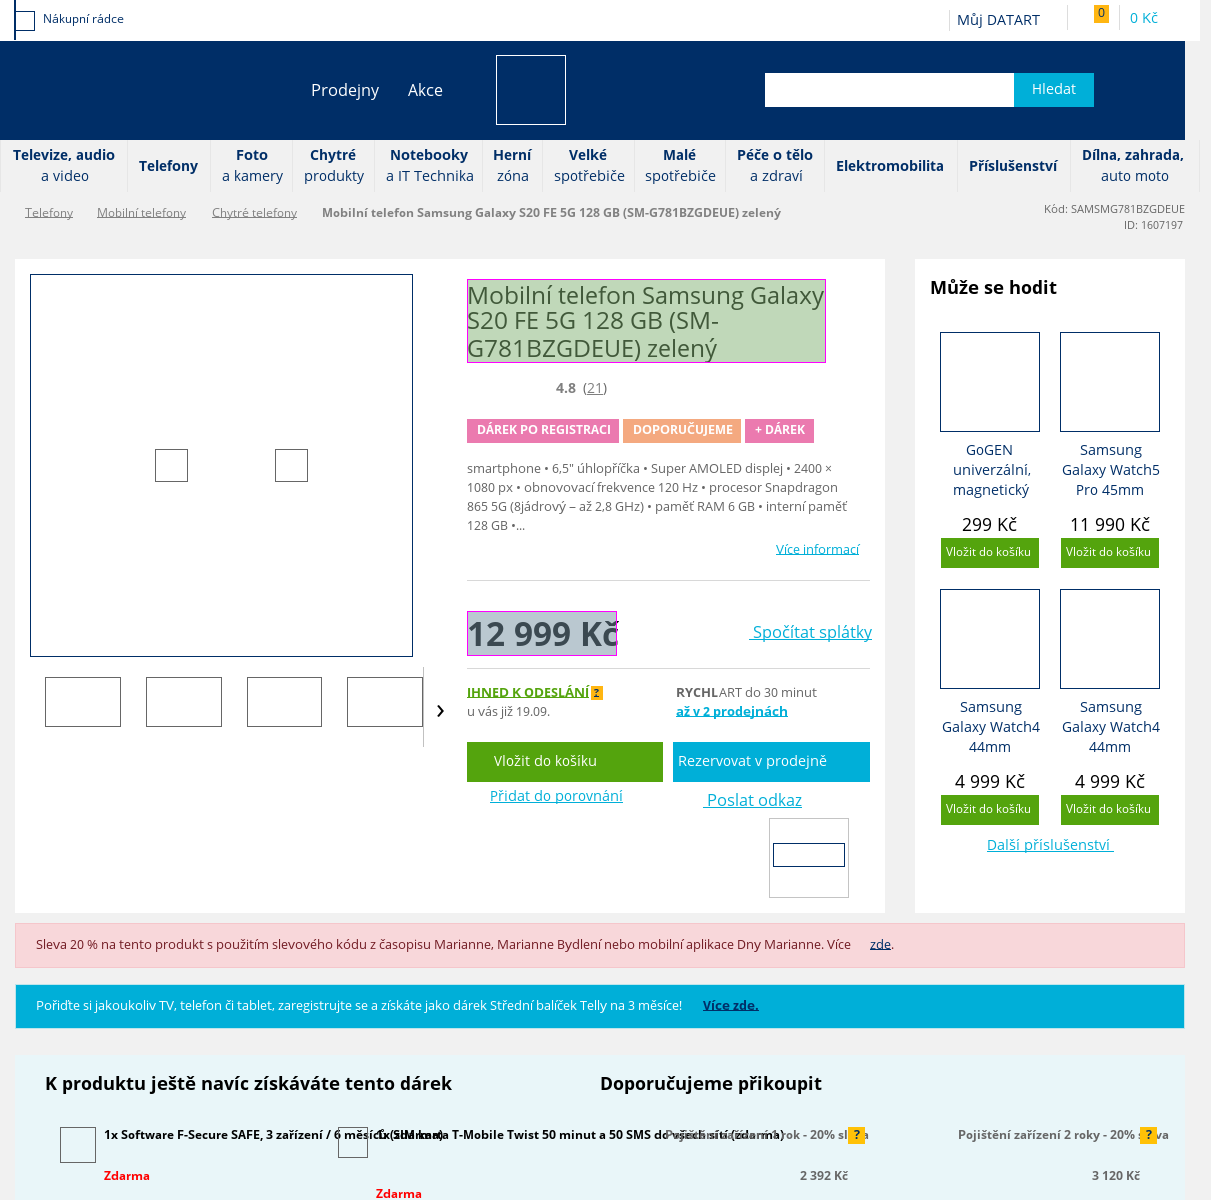 Nákupní rádce
Můj DATART
0
0 Kč
Prodejny
Akce
Hledat
Televize, audio
a video
Telefony
Foto
a kamery
Chytré
produkty
Notebooky
a IT Technika
Herní
zóna
Velké
spotřebiče
Malé
spotřebiče
Péče o tělo
a zdraví
Elektromobilita
Příslušenství
Dílna, zahrada,
auto moto
Telefony
Mobilní telefony
Chytré telefony
Mobilní telefon Samsung Galaxy S20 FE 5G 128 GB (SM-G781BZGDEUE) zelený
Kód: SAMSMG781BZGDEUE
ID: 1607197
Mobilní telefon Samsung Galaxy
S20 FE 5G 128 GB (SM-
G781BZGDEUE) zelený
4.8 (21)
DÁREK PO REGISTRACI
DOPORUČUJEME
+ DÁREK
smartphone • 6,5" úhlopříčka • Super AMOLED displej • 2400 ×
1080 px • obnovovací frekvence 120 Hz • procesor Snapdragon
865 5G (8jádrový – až 2,8 GHz) • paměť RAM 6 GB • interní paměť
128 GB •...
Více informací
12 999 Kč
Spočítat splátky
IHNED K ODESLÁNÍ ?
u vás již 19.09.
RYCHLART do 30 minut
až v 2 prodejnách
Vložit do košíku
Rezervovat v prodejně
Přidat do porovnání
Poslat odkaz
Může se hodit
GoGEN
univerzální,
magnetický
299 Kč
Vložit do košíku
Samsung
Galaxy Watch5
Pro 45mm
11 990 Kč
Vložit do košíku
Samsung
Galaxy Watch4
44mm
4 999 Kč
Vložit do košíku
Samsung
Galaxy Watch4
44mm
4 999 Kč
Vložit do košíku
Další příslušenství
Sleva 20 % na tento produkt s použitím slevového kódu z časopisu Marianne, Marianne Bydlení nebo mobilní aplikace Dny Marianne. Více zde.
Pořiďte si jakoukoliv TV, telefon či tablet, zaregistrujte se a získáte jako dárek Střední balíček Telly na 3 měsíce! Více zde.
K produktu ještě navíc získáváte tento dárek
Doporučujeme přikoupit
1x Software F-Secure SAFE, 3 zařízení / 6 měsíců (zdarma)
Zdarma
1x SIM karta T-Mobile Twist 50 minut a 50 SMS do všech sítí (zdarma)
Zdarma
Pojištění zařízení 1 rok - 20% sleva
?
2 392 Kč
Pojištění zařízení 2 roky - 20% sleva
?
3 120 Kč